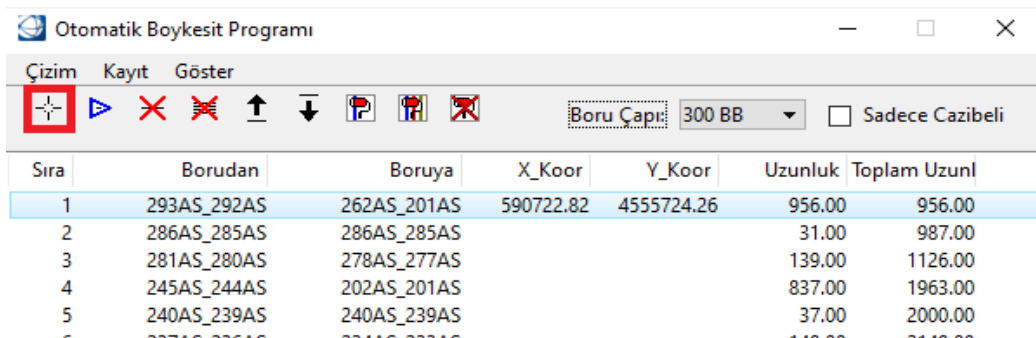 Otomatik Boykesit Programı
Çizim Kayıt Göster
Boru Çapı: 300 BB Sadece Cazibeli
Sıra Borudan Boruya X_Koor Y_Koor Uzunluk Toplam Uzunl
1 293AS_292AS 262AS_201AS 590722.82 4555724.26 956.00 956.00
2 286AS_285AS 286AS_285AS 31.00 987.00
3 281AS_280AS 278AS_277AS 139.00 1126.00
4 245AS_244AS 202AS_201AS 837.00 1963.00
5 240AS_239AS 240AS_239AS 37.00 2000.00